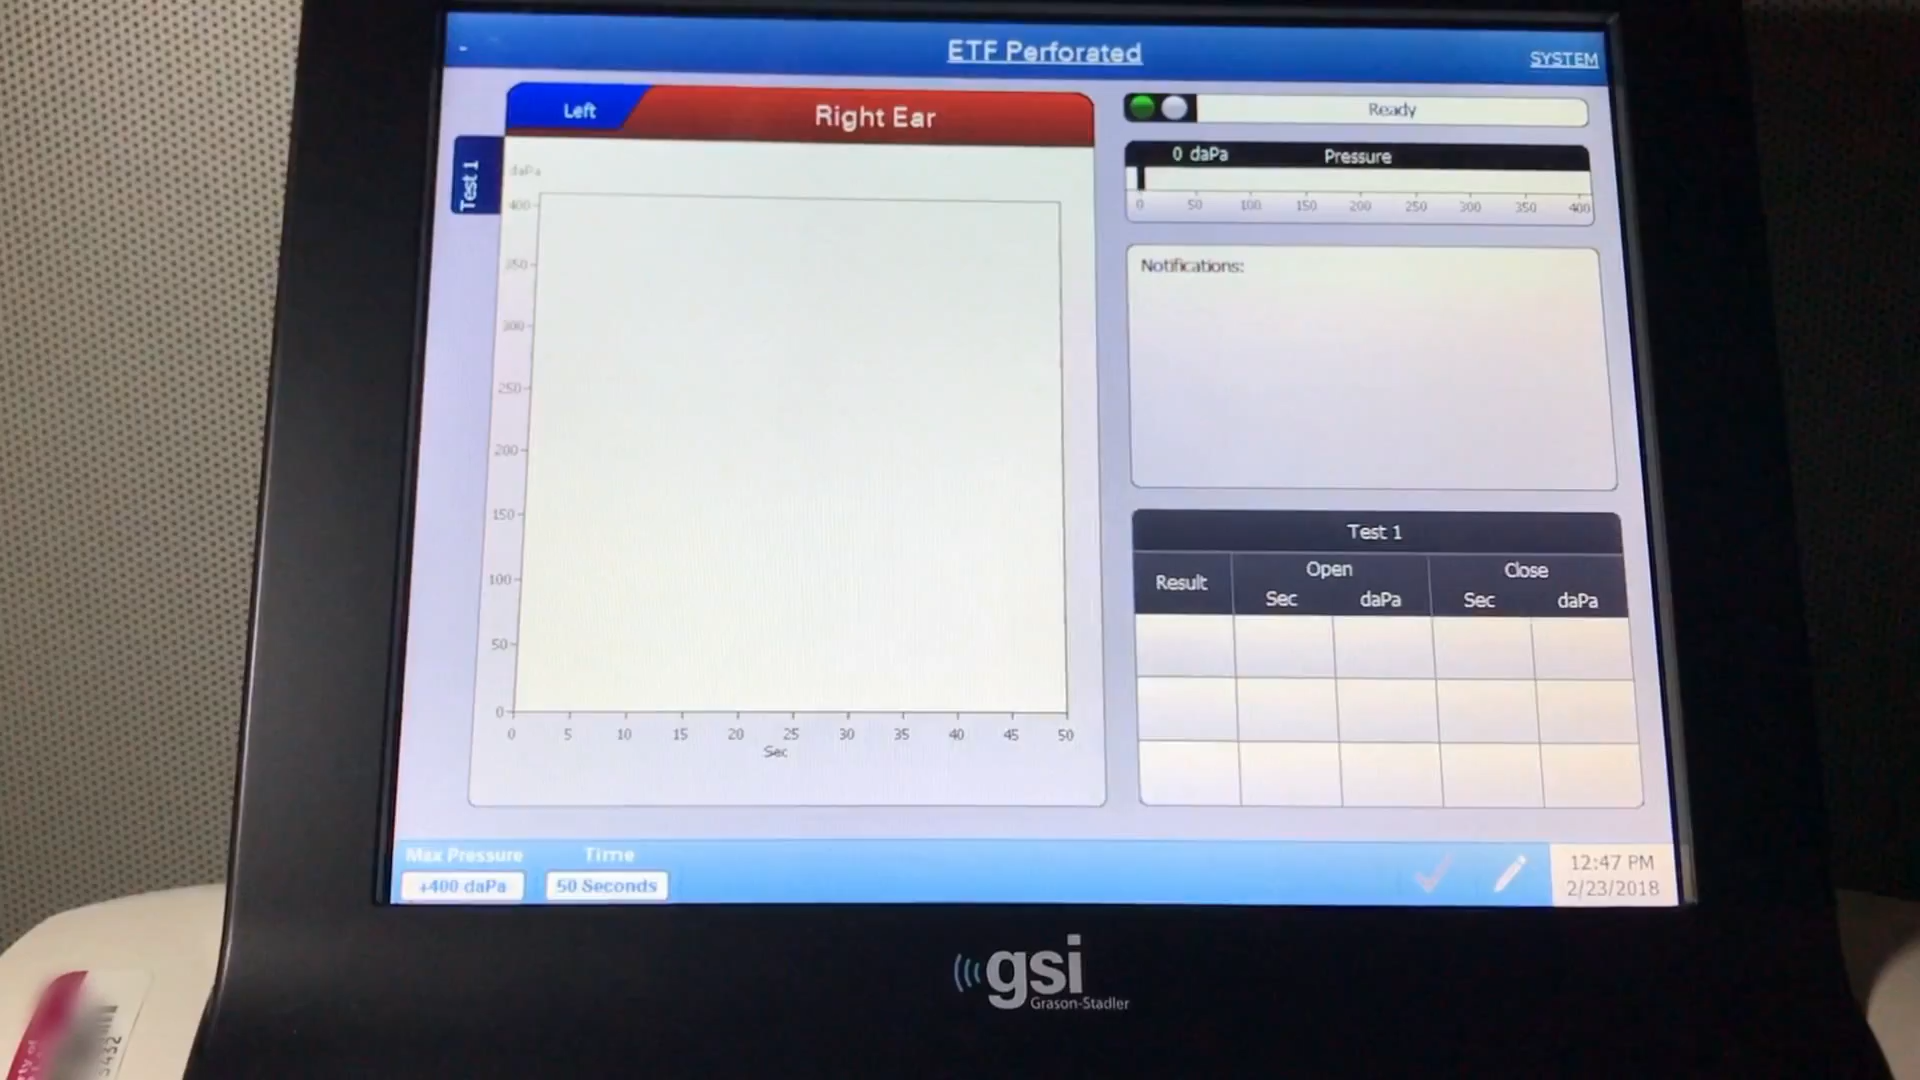 ETF Perforated
SYSTEM
Left
Right Ear
Test 1
daPa
400
350
300
250
200
150
100
50
0
0 5 10 15 20 25 30 35 40 45 50
Sec
Ready
0 daPa Pressure
0 50 100 150 200 250 300 350 400
Notifications:
Test 1
Result Open Close
Sec daPa Sec daPa
Max Pressure Time
+400 daPa 50 Seconds
12:47 PM
2/23/2018
gsi
Grason-Stadler